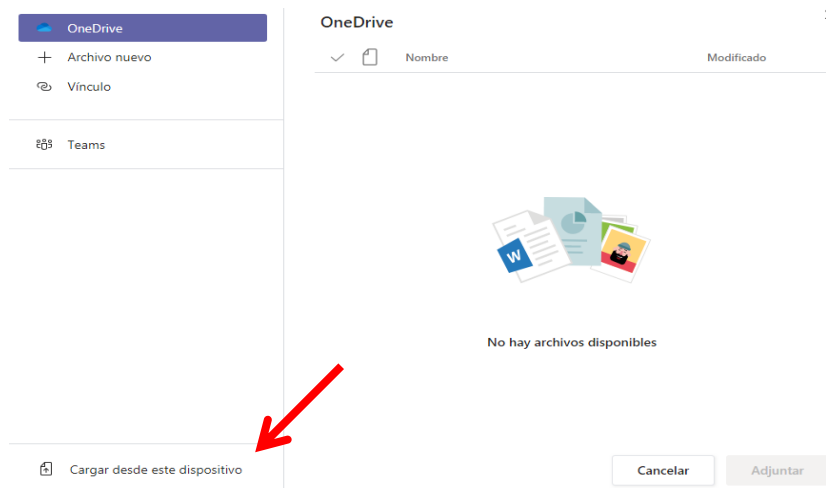 OneDrive
Archivo nuevo
Vínculo
Teams
Cargar desde este dispositivo
OneDrive
Nombre
Modificado
W
No hay archivos disponibles
Cancelar
Adjuntar